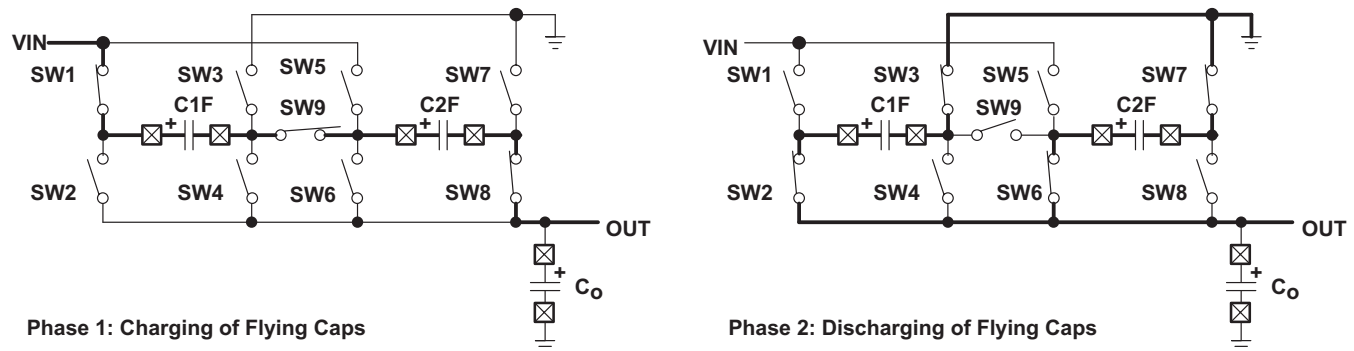 VIN
SW1
SW3
SW5
SW7
SW9
C1F
+
C2F
+
SW2
SW4
SW6
SW8
OUT
+
Co
Phase 1: Charging of Flying Caps
VIN
SW1
SW3
SW5
SW7
SW9
C1F
+
C2F
+
SW2
SW4
SW6
SW8
OUT
+
Co
Phase 2: Discharging of Flying Caps